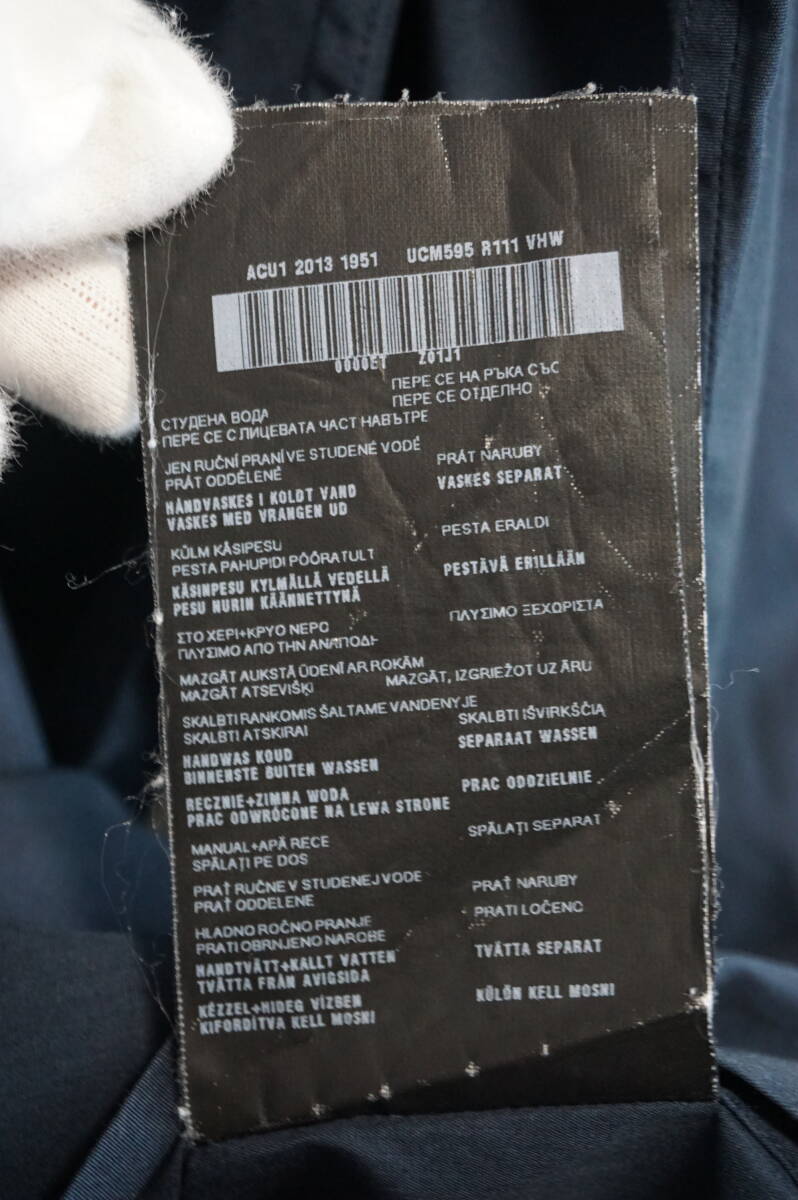 ACU1 2013 1951 UCM595 R111 VHW
0000ET Z01J1
ПЕРЕ СЕ НА РЪКА СЪС
СТУДЕНА ВОДА ПЕРЕ СЕ ОТДЕЛНО
ПЕРЕ СЕ С ЛИЦЕВАТА ЧАСТ НАВЪТРЕ
JEN RUČNÍ PRANÍ VE STUDENÉ VODĚ PRÁT NARUBY
PRÁT ODDĚLENĚ
HÅNDVASKES I KOLDT VAND VASKES SEPARAT
VASKES MED VRANGEN UD
KÜLM KÄSIPESU PESTA ERALDI
PESTA PAHUPIDI PÖÖRATULT
KÄSINPESU KYLMÄLLÄ VEDELLÄ PESTÄVÄ ERILLÄÄN
PESU NURIN KÄÄNNETTYNÄ
ΣΤΟ ΧΕΡΙ+ΚΡΥΟ ΝΕΡΟ ΠΛΥΣΙΜΟ ΞΕΧΩΡΙΣΤΑ
ΠΛΥΣΙΜΟ ΑΠΟ ΤΗΝ ΑΝΑΠΟΔΗ
MAZGĀT AUKSTĀ ŪDENĪ AR ROKĀM
MAZGĀT ATSEVIŠĶI MAZGĀT, IZGRIEŽOT UZ ĀRU
SKALBTI RANKOMIS ŠALTAME VANDENYJE SKALBTI IŠVIRKŠČIĄ
SKALBTI ATSKIRAI
HANDWAS KOUD SEPARAAT WASSEN
BINNENSTE BUITEN WASSEN
RECZNIE+ZIMNA WODA PRAC ODDZIELNIE
PRAC ODWRÓCONE NA LEWA STRONE
MANUAL+APĂ RECE SPĂLAȚI SEPARAT
SPĂLAȚI PE DOS
PRAŤ RUČNE V STUDENEJ VODE PRAŤ NARUBY
PRAŤ ODDELENE
HLADNO ROČNO PRANJE PRATI LOČENO
PRATI OBRNJENO NAROBE
HANDTVÄTT+KALLT VATTEN TVÄTTA SEPARAT
TVÄTTA FRÅN AVIGSIDA
KÉZZEL+HIDEG VÍZBEN KÜLÖN KELL MOSNI
KIFORDÍTVA KELL MOSNI